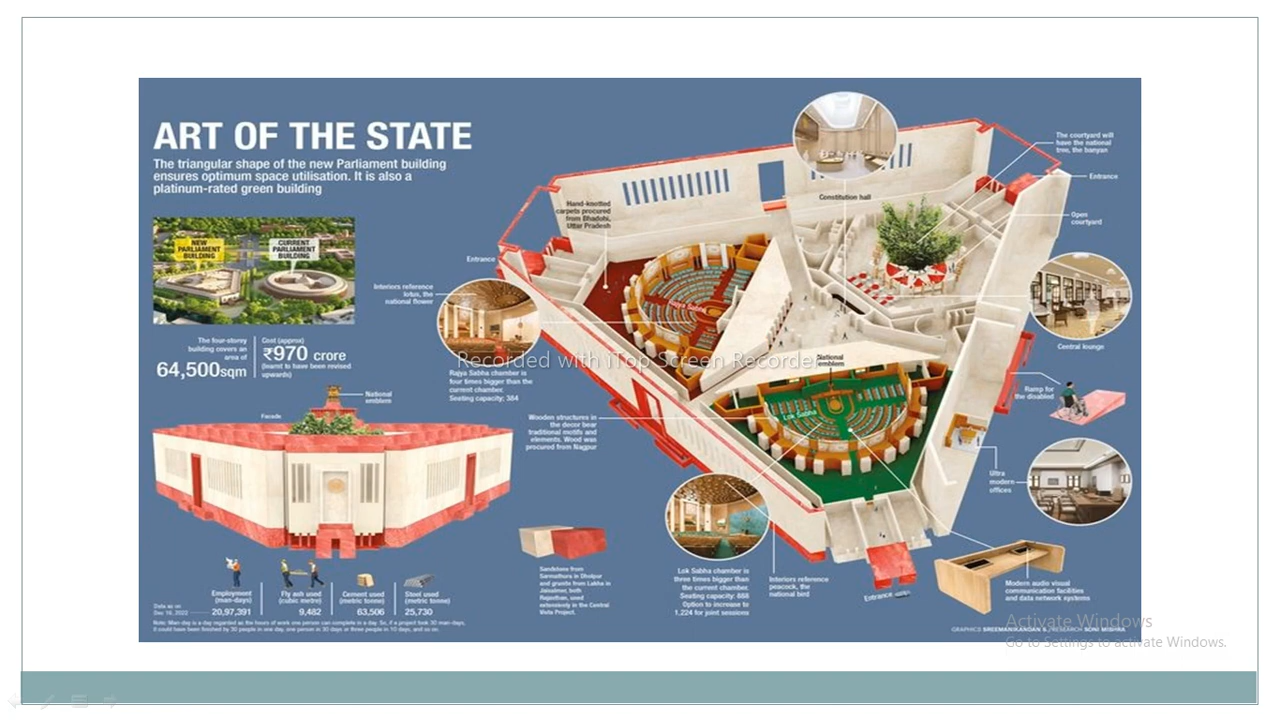 ART OF THE STATE
The triangular shape of the new Parliament building
ensures optimum space utilisation. It is also a
platinum-rated green building
NEW
PARLIAMENT
BUILDING
CURRENT
PARLIAMENT
BUILDING
The four-storey
building covers an
area of
64,500sqm
Cost (approx)
₹970 crore
(learnt to have been revised
upwards)
National
emblem
Facade
Employment
(man-days)
20,97,391
Fly ash used
(cubic metre)
9,482
Cement used
(metric tonne)
63,506
Steel used
(metric tonne)
25,730
Data as on
Dec 16, 2022
Note: Man-day is a day regarded as the hours of work one person can complete in a day. So, if a project took 30 man-days,
it could have been finished by 30 people in one day, one person in 30 days or three people in 10 days, and so on.
Hand-knotted
carpets procured
from Bhadohi,
Uttar Pradesh
Entrance
Interiors reference
lotus, the
national flower
Rajya Sabha
Rajya Sabha chamber is
four times bigger than the
current chamber.
Seating capacity: 384
Wooden structures in
the decor bear
traditional motifs and
elements. Wood was
procured from Nagpur
Sandstone from
Sarmathura in Dholpur
and granite from Lakha in
Jaisalmer, both
Rajasthan, used
extensively in the Central
Vista Project.
Constitution hall
The courtyard will
have the national
tree, the banyan
Entrance
Open
courtyard
Central lounge
National
emblem
Lok Sabha
Ramp for
the disabled
Ultra
modern
offices
Lok Sabha chamber is
three times bigger than
the current chamber.
Seating capacity: 888
Option to increase to
1,224 for joint sessions
Interiors reference
peacock, the
national bird
Entrance
Modern audio visual
communication facilities
and data network systems
GRAPHICS SREEMANIKANDAN S.; RESEARCH SONI MISHRA
Recorded with iTop Screen Recorder
Activate Windows
Go to Settings to activate Windows.